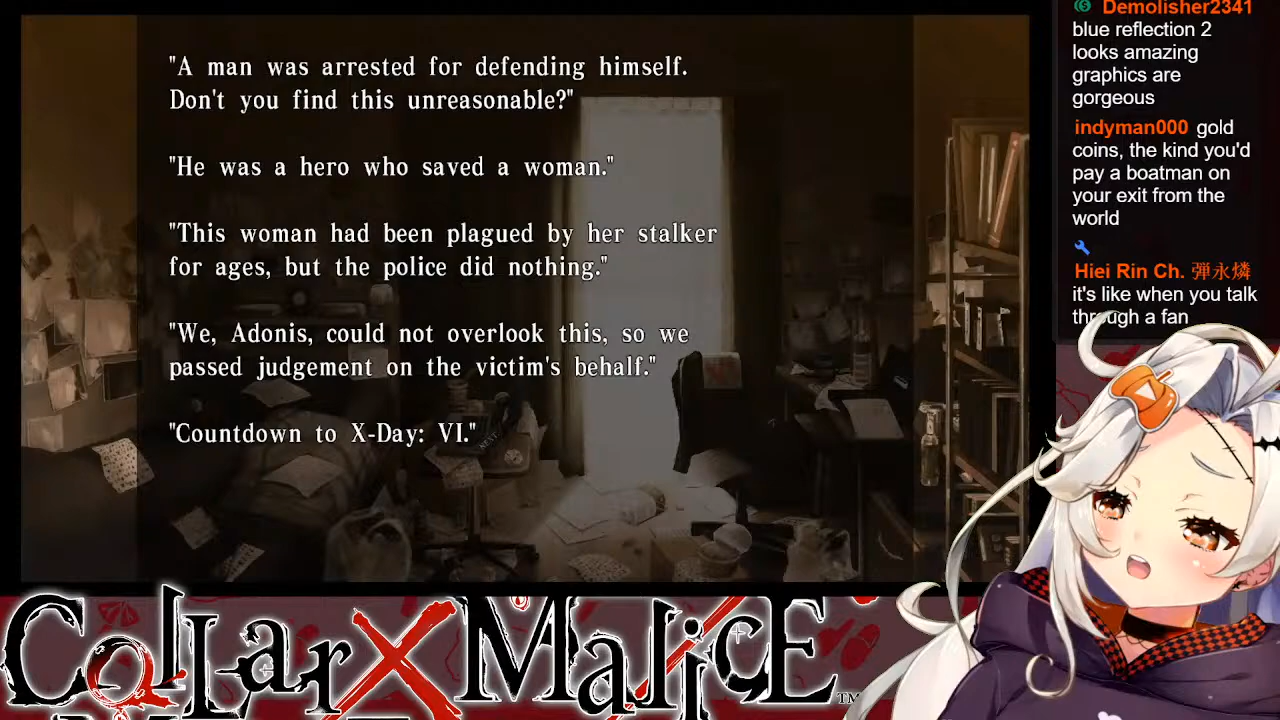 "A man was arrested for defending himself.
Don't you find this unreasonable?"
"He was a hero who saved a woman."
"This woman had been plagued by her stalker
for ages, but the police did nothing."
"We, Adonis, could not overlook this, so we
passed judgement on the victim's behalf."
"Countdown to X-Day: VI."
Demolisher2341
blue reflection 2
looks amazing
graphics are
gorgeous
indyman000 gold
coins, the kind you'd
pay a boatman on
your exit from the
world
Hiei Rin Ch. 弾永燐
it's like when you talk
through a fan
Collar X Malice TM